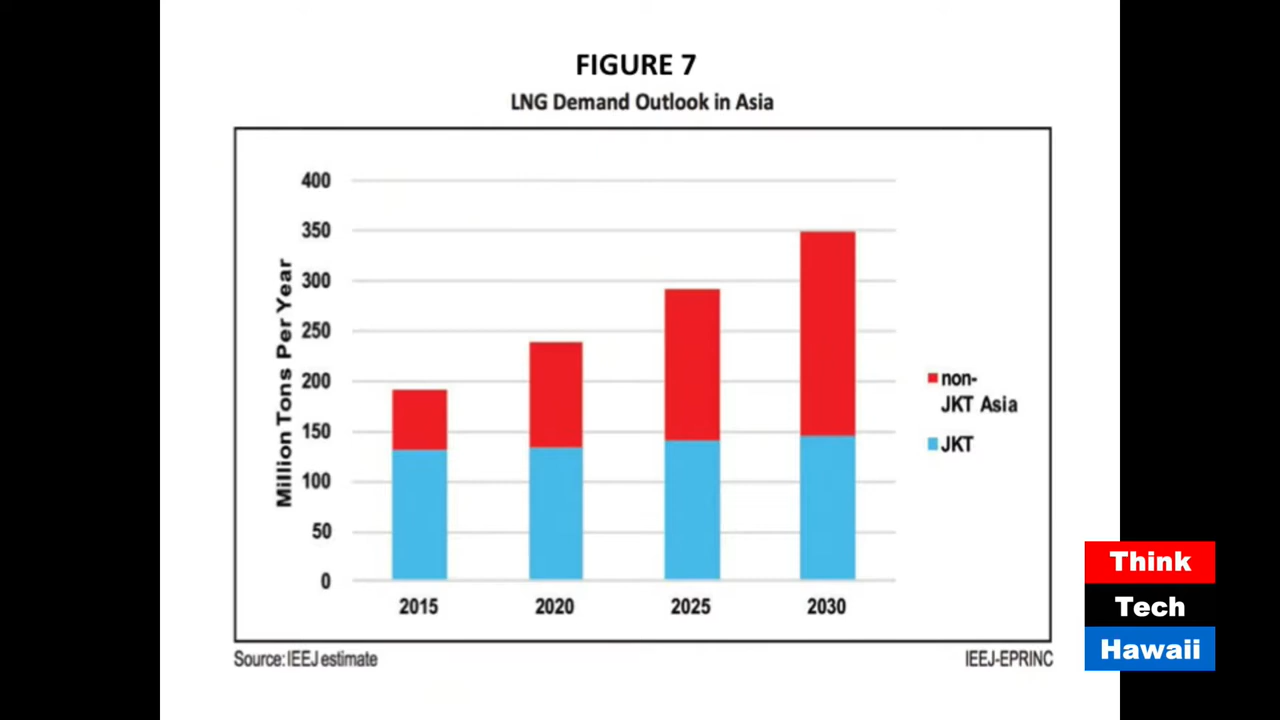 FIGURE 7
LNG Demand Outlook in Asia
400
350
300
250
200
150
100
50
0
Million Tons Per Year
2015 2020 2025 2030
non-
JKT Asia
JKT
Source: IEEJ estimate
IEEJ-EPRINC
Think
Tech
Hawaii